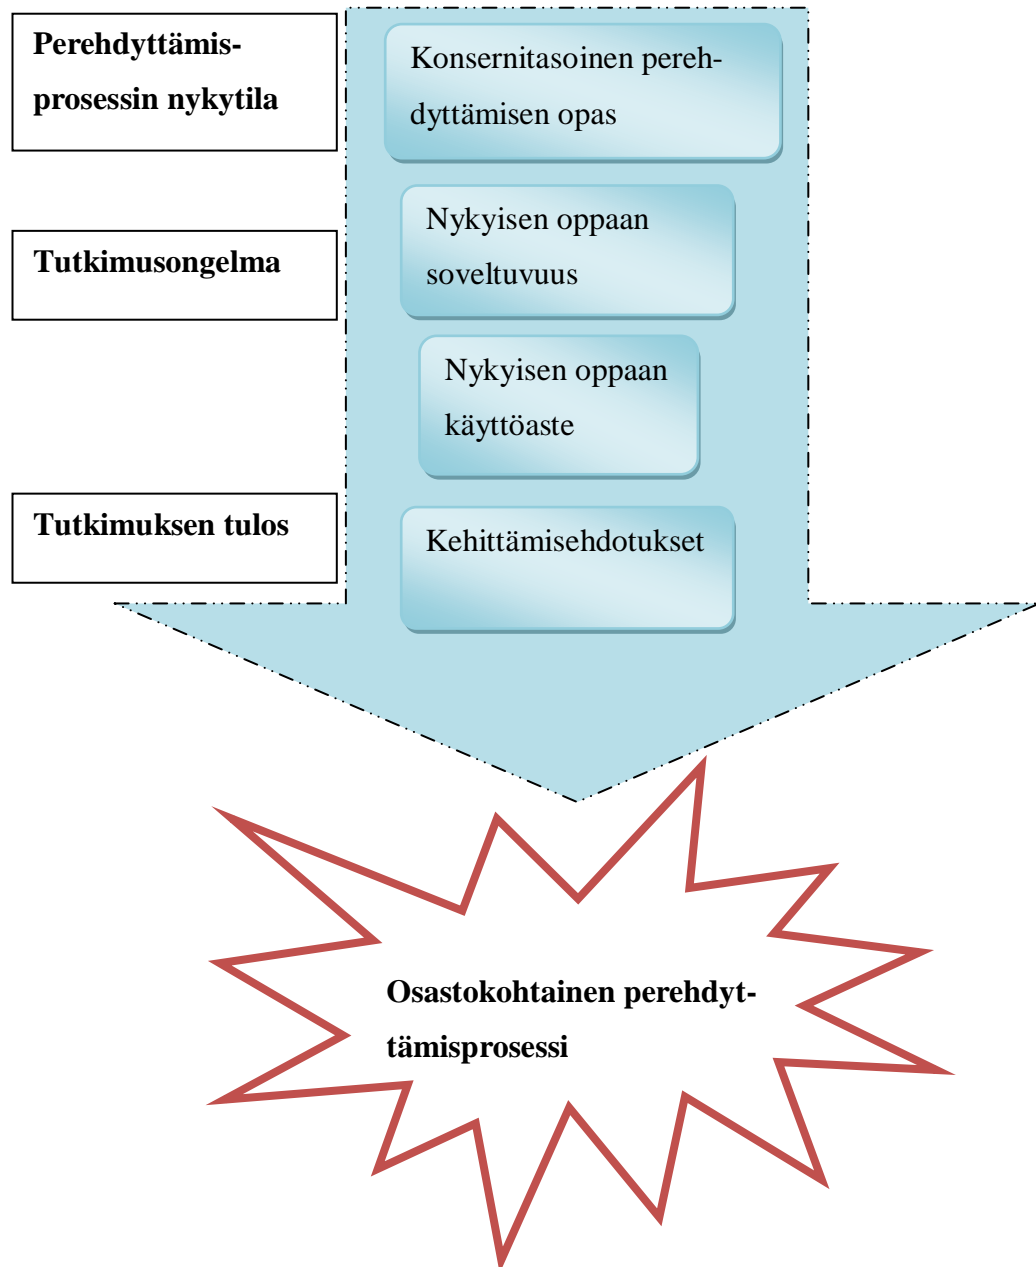 Perehdyttämis-
prosessin nykytila
Konsernitasoinen pereh-
dyttämisen opas
Tutkimusongelma
Nykyisen oppaan
soveltuvuus
Nykyisen oppaan
käyttöaste
Tutkimuksen tulos
Kehittämisehdotukset
Osastokohtainen perehdyt-
tämisprosessi